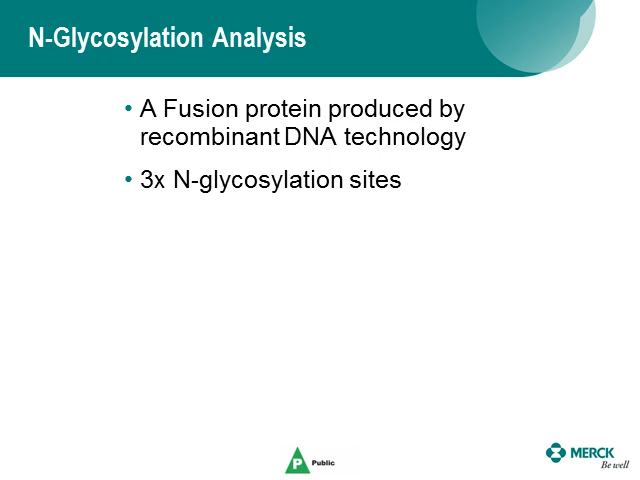 N-Glycosylation Analysis
• A Fusion protein produced by
recombinant DNA technology
• 3x N-glycosylation sites
P Public
MERCK
Be well